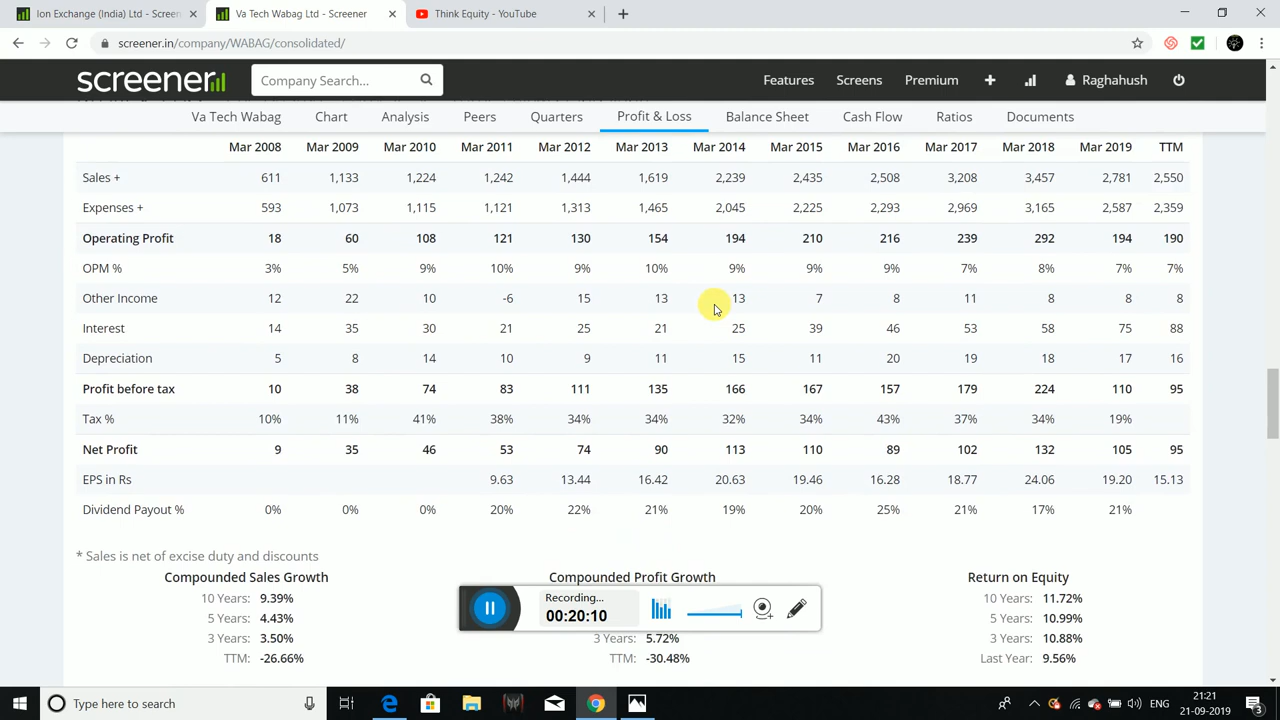 Ion Exchange (India) Ltd - Screen
Va Tech Wabag Ltd - Screener
Think Equity - YouTube
screener.in/company/WABAG/consolidated/
screener
Company Search...
Features Screens Premium Raghahush
Va Tech Wabag Chart Analysis Peers Quarters Profit & Loss Balance Sheet Cash Flow Ratios Documents
Mar 2008 Mar 2009 Mar 2010 Mar 2011 Mar 2012 Mar 2013 Mar 2014 Mar 2015 Mar 2016 Mar 2017 Mar 2018 Mar 2019 TTM
Sales + 611 1,133 1,224 1,242 1,444 1,619 2,239 2,435 2,508 3,208 3,457 2,781 2,550
Expenses + 593 1,073 1,115 1,121 1,313 1,465 2,045 2,225 2,293 2,969 3,165 2,587 2,359
Operating Profit 18 60 108 121 130 154 194 210 216 239 292 194 190
OPM % 3% 5% 9% 10% 9% 10% 9% 9% 9% 7% 8% 7% 7%
Other Income 12 22 10 -6 15 13 13 7 8 11 8 8 8
Interest 14 35 30 21 25 21 25 39 46 53 58 75 88
Depreciation 5 8 14 10 9 11 15 11 20 19 18 17 16
Profit before tax 10 38 74 83 111 135 166 167 157 179 224 110 95
Tax % 10% 11% 41% 38% 34% 34% 32% 34% 43% 37% 34% 19%
Net Profit 9 35 46 53 74 90 113 110 89 102 132 105 95
EPS in Rs 9.63 13.44 16.42 20.63 19.46 16.28 18.77 24.06 19.20 15.13
Dividend Payout % 0% 0% 0% 20% 22% 21% 19% 20% 25% 21% 17% 21%
* Sales is net of excise duty and discounts
Compounded Sales Growth
10 Years: 9.39%
5 Years: 4.43%
3 Years: 3.50%
TTM: -26.66%
Compounded Profit Growth
3 Years: 5.72%
TTM: -30.48%
Return on Equity
10 Years: 11.72%
5 Years: 10.99%
3 Years: 10.88%
Last Year: 9.56%
Recording...
00:20:10
Type here to search
ENG
21:21
21-09-2019
3